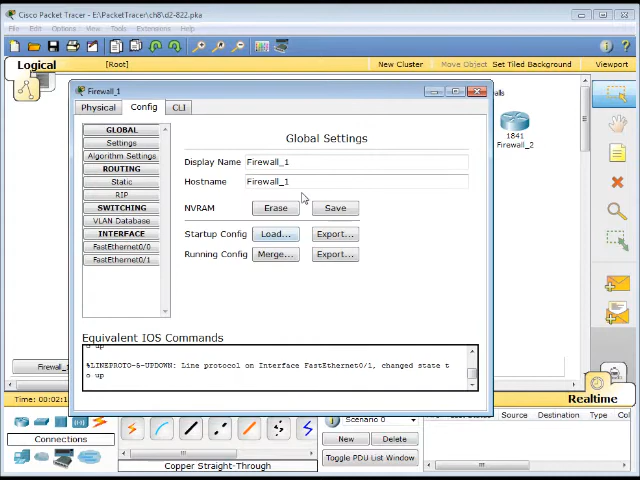 Cisco Packet Tracer - E:\PacketTracer\ch8\d2-822.pka
File Edit Options View Tools Extensions Help
Logical [Root] New Cluster Move Object Set Tiled Background Viewport
Firewall_1
Physical Config CLI
GLOBAL
Settings
Algorithm Settings
ROUTING
Static
RIP
SWITCHING
VLAN Database
INTERFACE
FastEthernet0/0
FastEthernet0/1
Global Settings
Display Name Firewall_1
Hostname Firewall_1
NVRAM Erase Save
Startup Config Load... Export...
Running Config Merge... Export...
Equivalent IOS Commands
o up
%LINEPROTO-5-UPDOWN: Line protocol on Interface FastEthernet0/1, changed state t
o up
1841
Firewall_2
Firewall_1
Realtime
Connections
Copper Straight-Through
Scenario 0
New Delete
Toggle PDU List Window
Source Destination Type